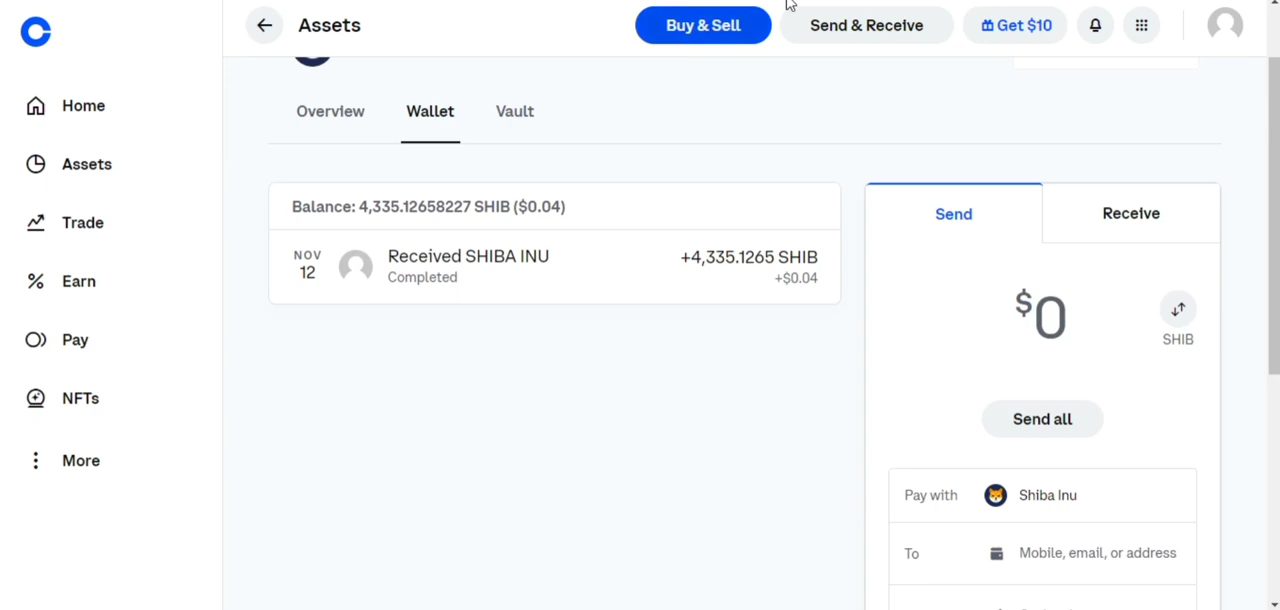 Assets
Buy & Sell
Send & Receive
Get $10
Home
Assets
Trade
Earn
Pay
NFTs
More
Overview
Wallet
Vault
Balance: 4,335.12658227 SHIB ($0.04)
NOV
12
Received SHIBA INU
Completed
+4,335.1265 SHIB
+$0.04
Send
Receive
$0
SHIB
Send all
Pay with
Shiba Inu
To
Mobile, email, or address